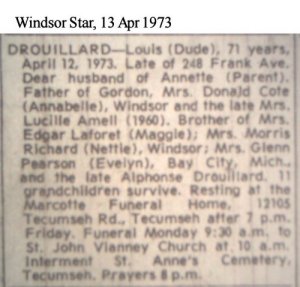 Windsor Star, 13 Apr 1973
DROUILLARD—Louis (Dude), 71 years,
April 12, 1973. Late of 248 Frank Ave.
Dear husband of Annette (Parent).
Father of Gordon, Mrs. Donald Cote
(Annabelle), Windsor and the late Mrs.
Lucille Amell (1960). Brother of Mrs.
Edgar Laforet (Maggie); Mrs. Morris
Richard (Nettie), Windsor; Mrs. Glenn
Pearson (Evelyn), Bay City, Mich.,
and the late Alphonse Drouillard. 11
grandchildren survive. Resting at the
Marcotte Funeral Home, 12105
Tecumseh Rd., Tecumseh after 7 p.m.
Friday. Funeral Monday 9:30 a.m. to
St. John Vianney Church at 10 a.m.
Interment St. Anne's Cemetery,
Tecumseh. Prayers 8 p.m.